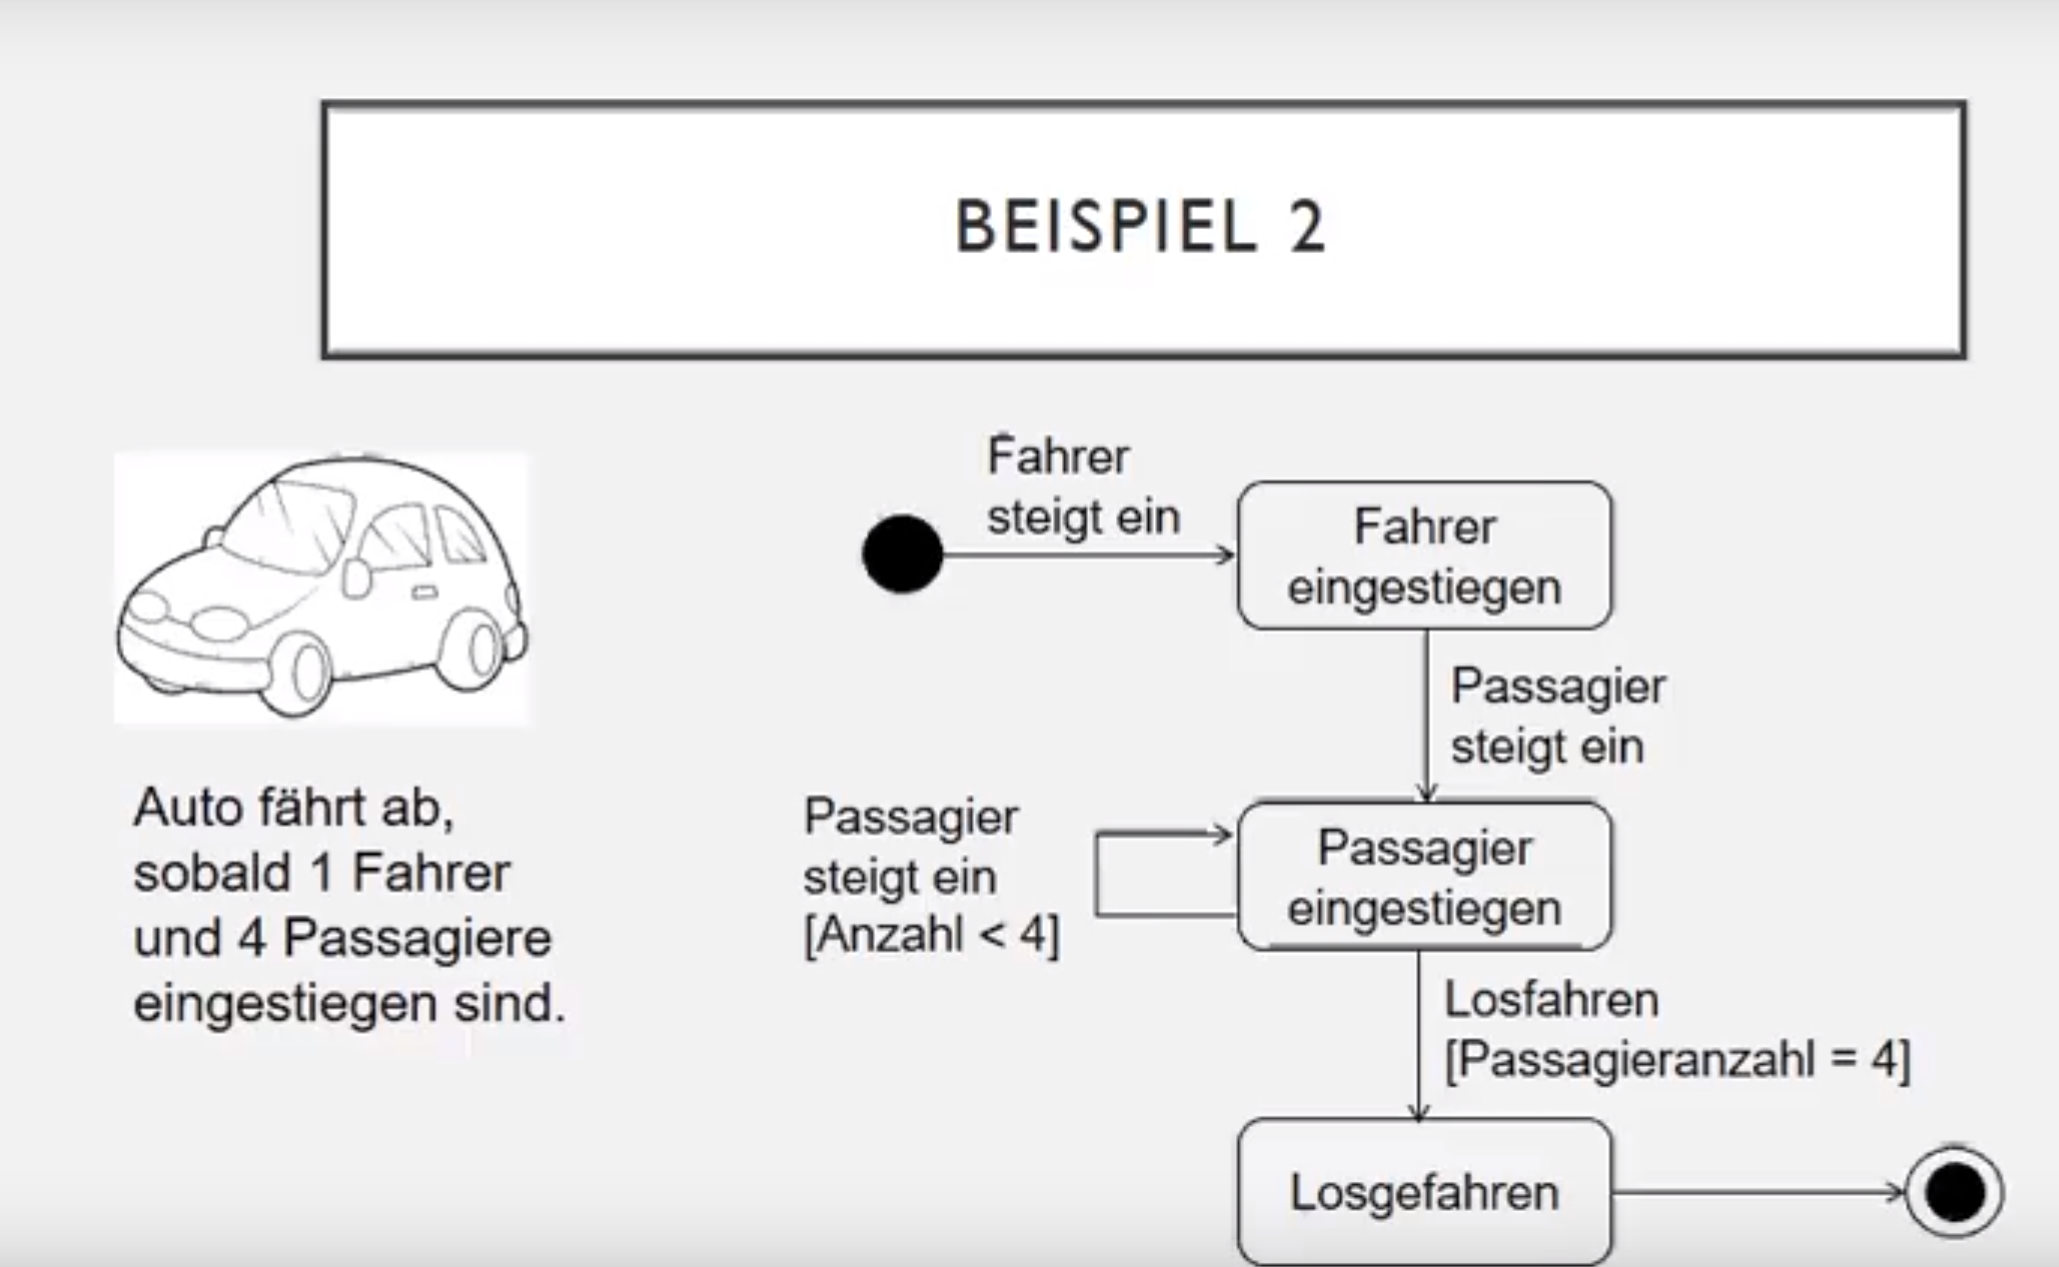 BEISPIEL 2
Auto fährt ab,
sobald 1 Fahrer
und 4 Passagiere
eingestiegen sind.
Fahrer
steigt ein
Fahrer
eingestiegen
Passagier
steigt ein
Passagier
steigt ein
[Anzahl < 4]
Passagier
eingestiegen
Losfahren
[Passagieranzahl = 4]
Losgefahren